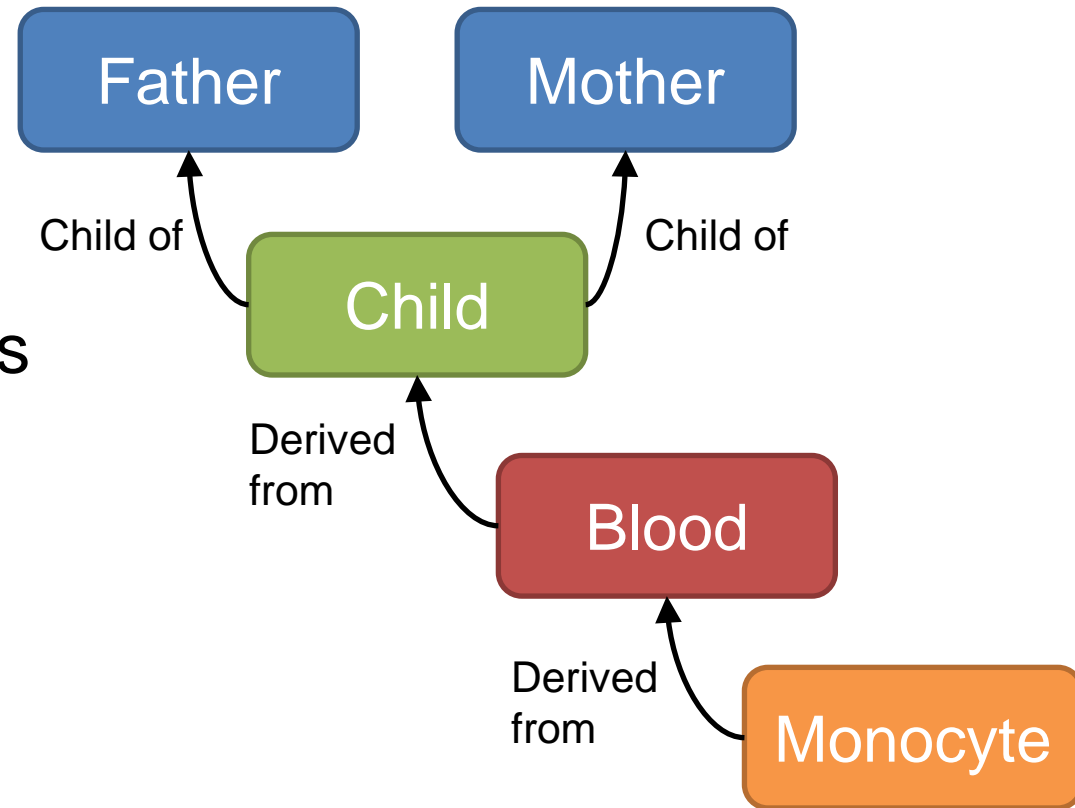 Father
Mother
Child of
Child of
Child
s
Derived
from
Blood
Derived
from
Monocyte